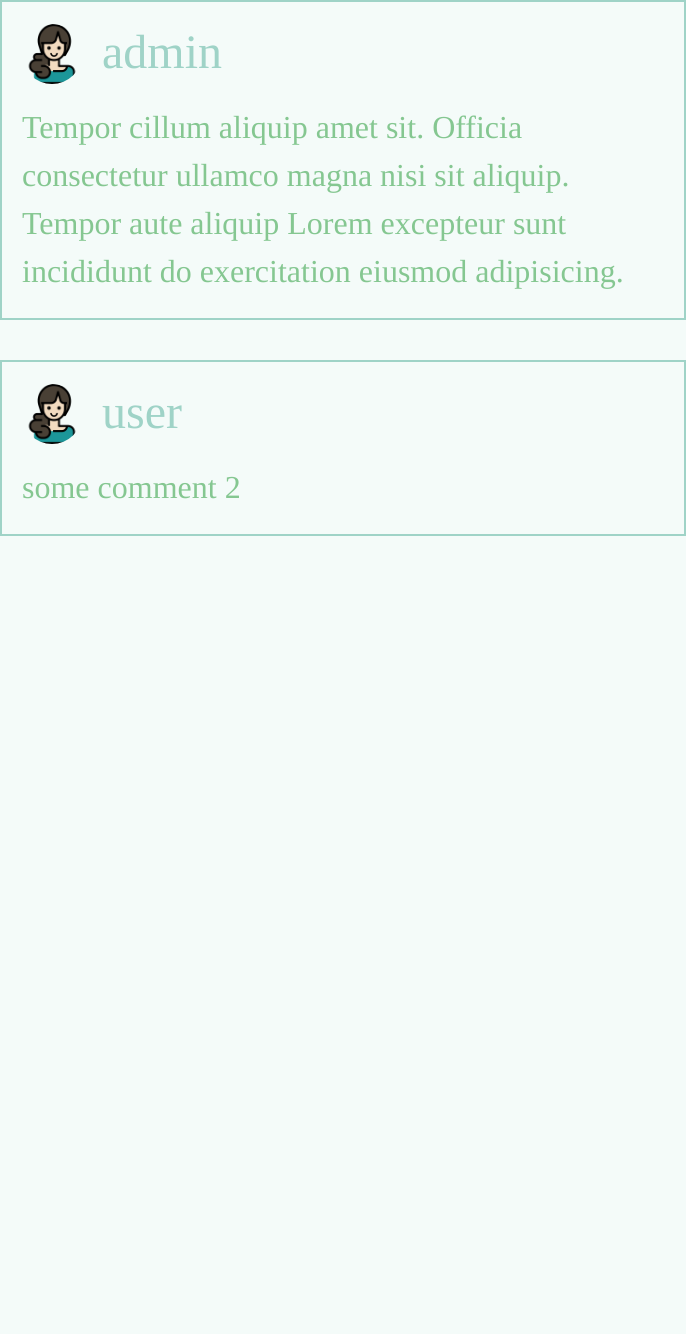 admin
Tempor cillum aliquip amet sit. Officia
consectetur ullamco magna nisi sit aliquip.
Tempor aute aliquip Lorem excepteur sunt
incididunt do exercitation eiusmod adipisicing.
user
some comment 2